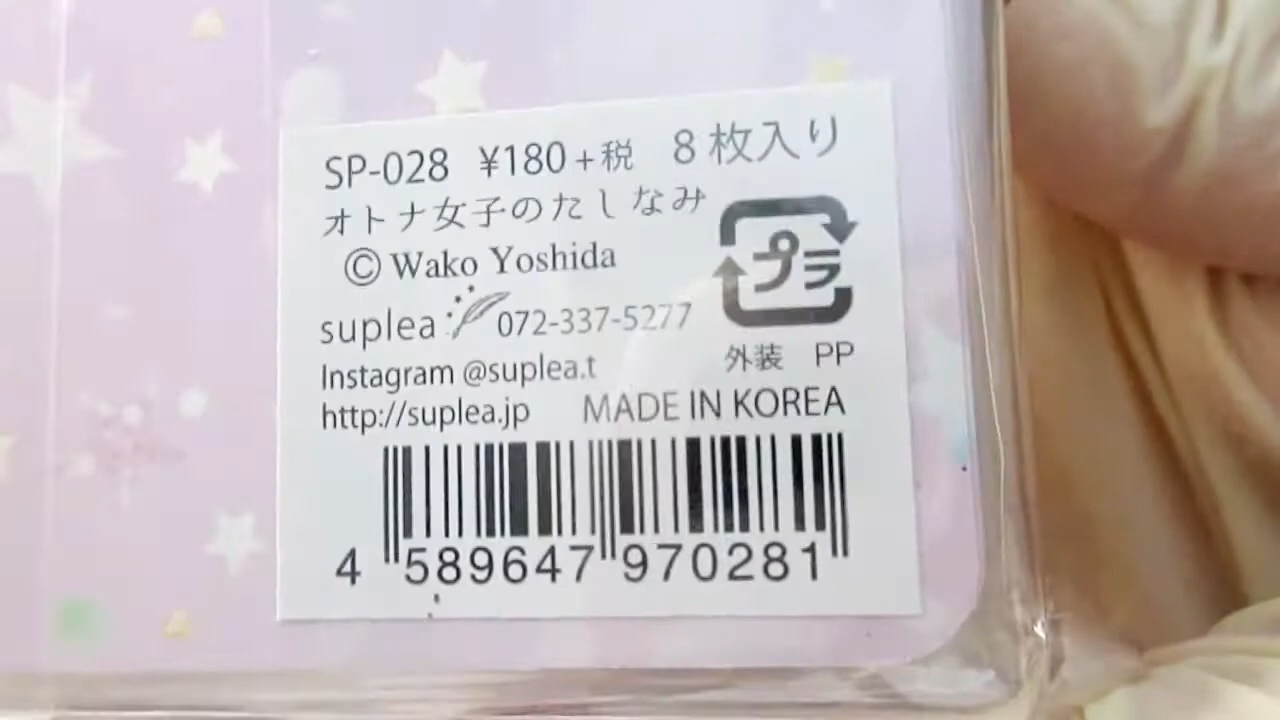 SP-028 ¥180+税 8枚入り
オトナ女子のたしなみ
© Wako Yoshida
プラ
suplea 072-337-5277
外装 PP
Instagram @suplea.t
http://suplea.jp MADE IN KOREA
4 589647 970281